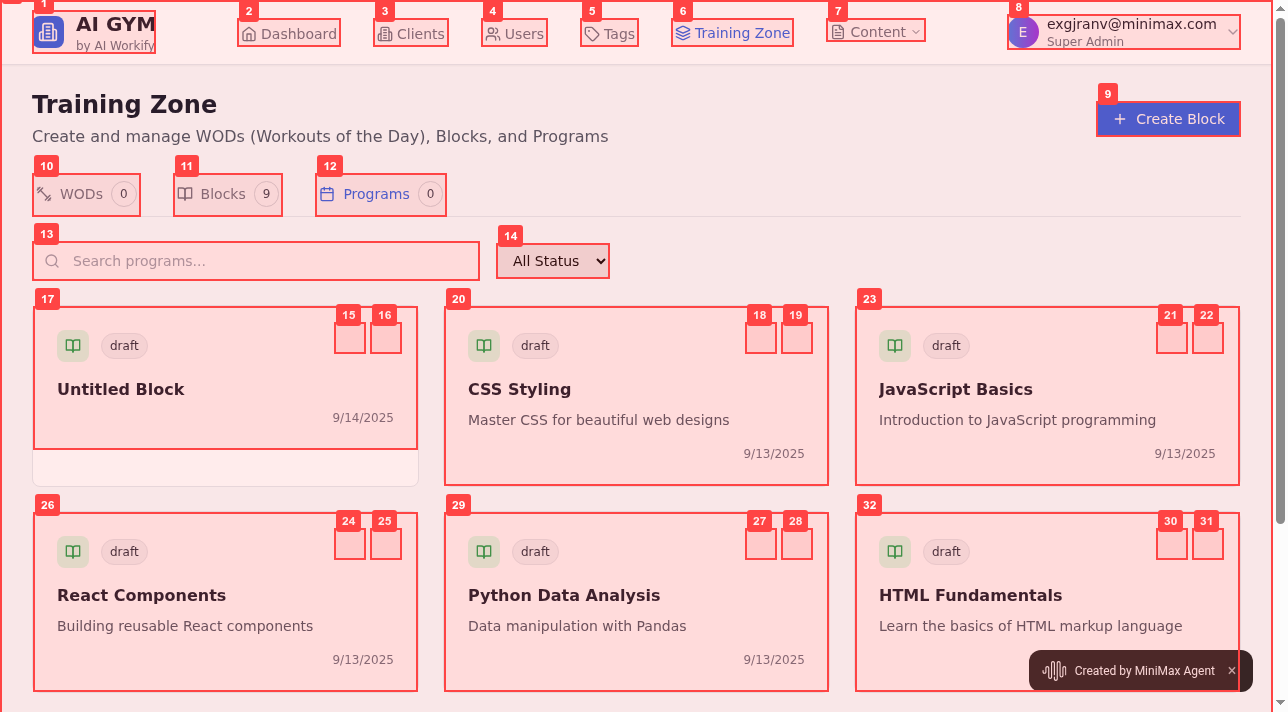 1
AI GYM
by AI Workify
2
Dashboard
3
Clients
4
Users
5
Tags
6
Training Zone
7
Content
8
E
exgjranv@minimax.com
Super Admin
Training Zone
Create and manage WODs (Workouts of the Day), Blocks, and Programs
9
+ Create Block
10
WODs 0
11
Blocks 9
12
Programs 0
13
Search programs...
14
All Status
17
15
16
draft
Untitled Block
9/14/2025
20
18
19
draft
CSS Styling
Master CSS for beautiful web designs
9/13/2025
23
21
22
draft
JavaScript Basics
Introduction to JavaScript programming
9/13/2025
26
24
25
draft
React Components
Building reusable React components
9/13/2025
29
27
28
draft
Python Data Analysis
Data manipulation with Pandas
9/13/2025
32
30
31
draft
HTML Fundamentals
Learn the basics of HTML markup language
Created by MiniMax Agent ×